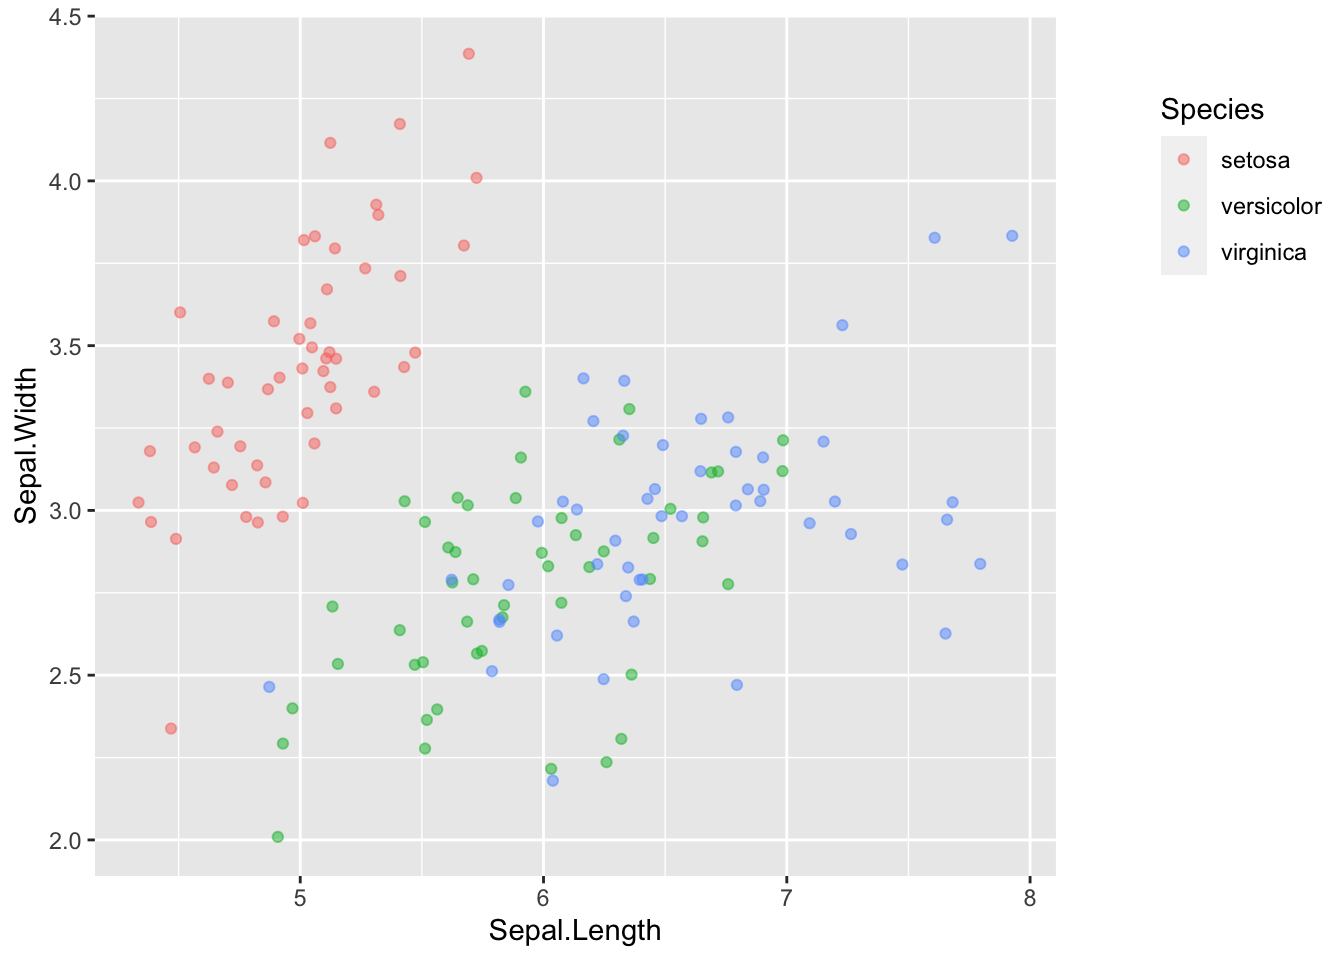 4.5
4.0
3.5
3.0
2.5
2.0
Sepal.Width
5 6 7 8
Sepal.Length
Species
setosa
versicolor
virginica